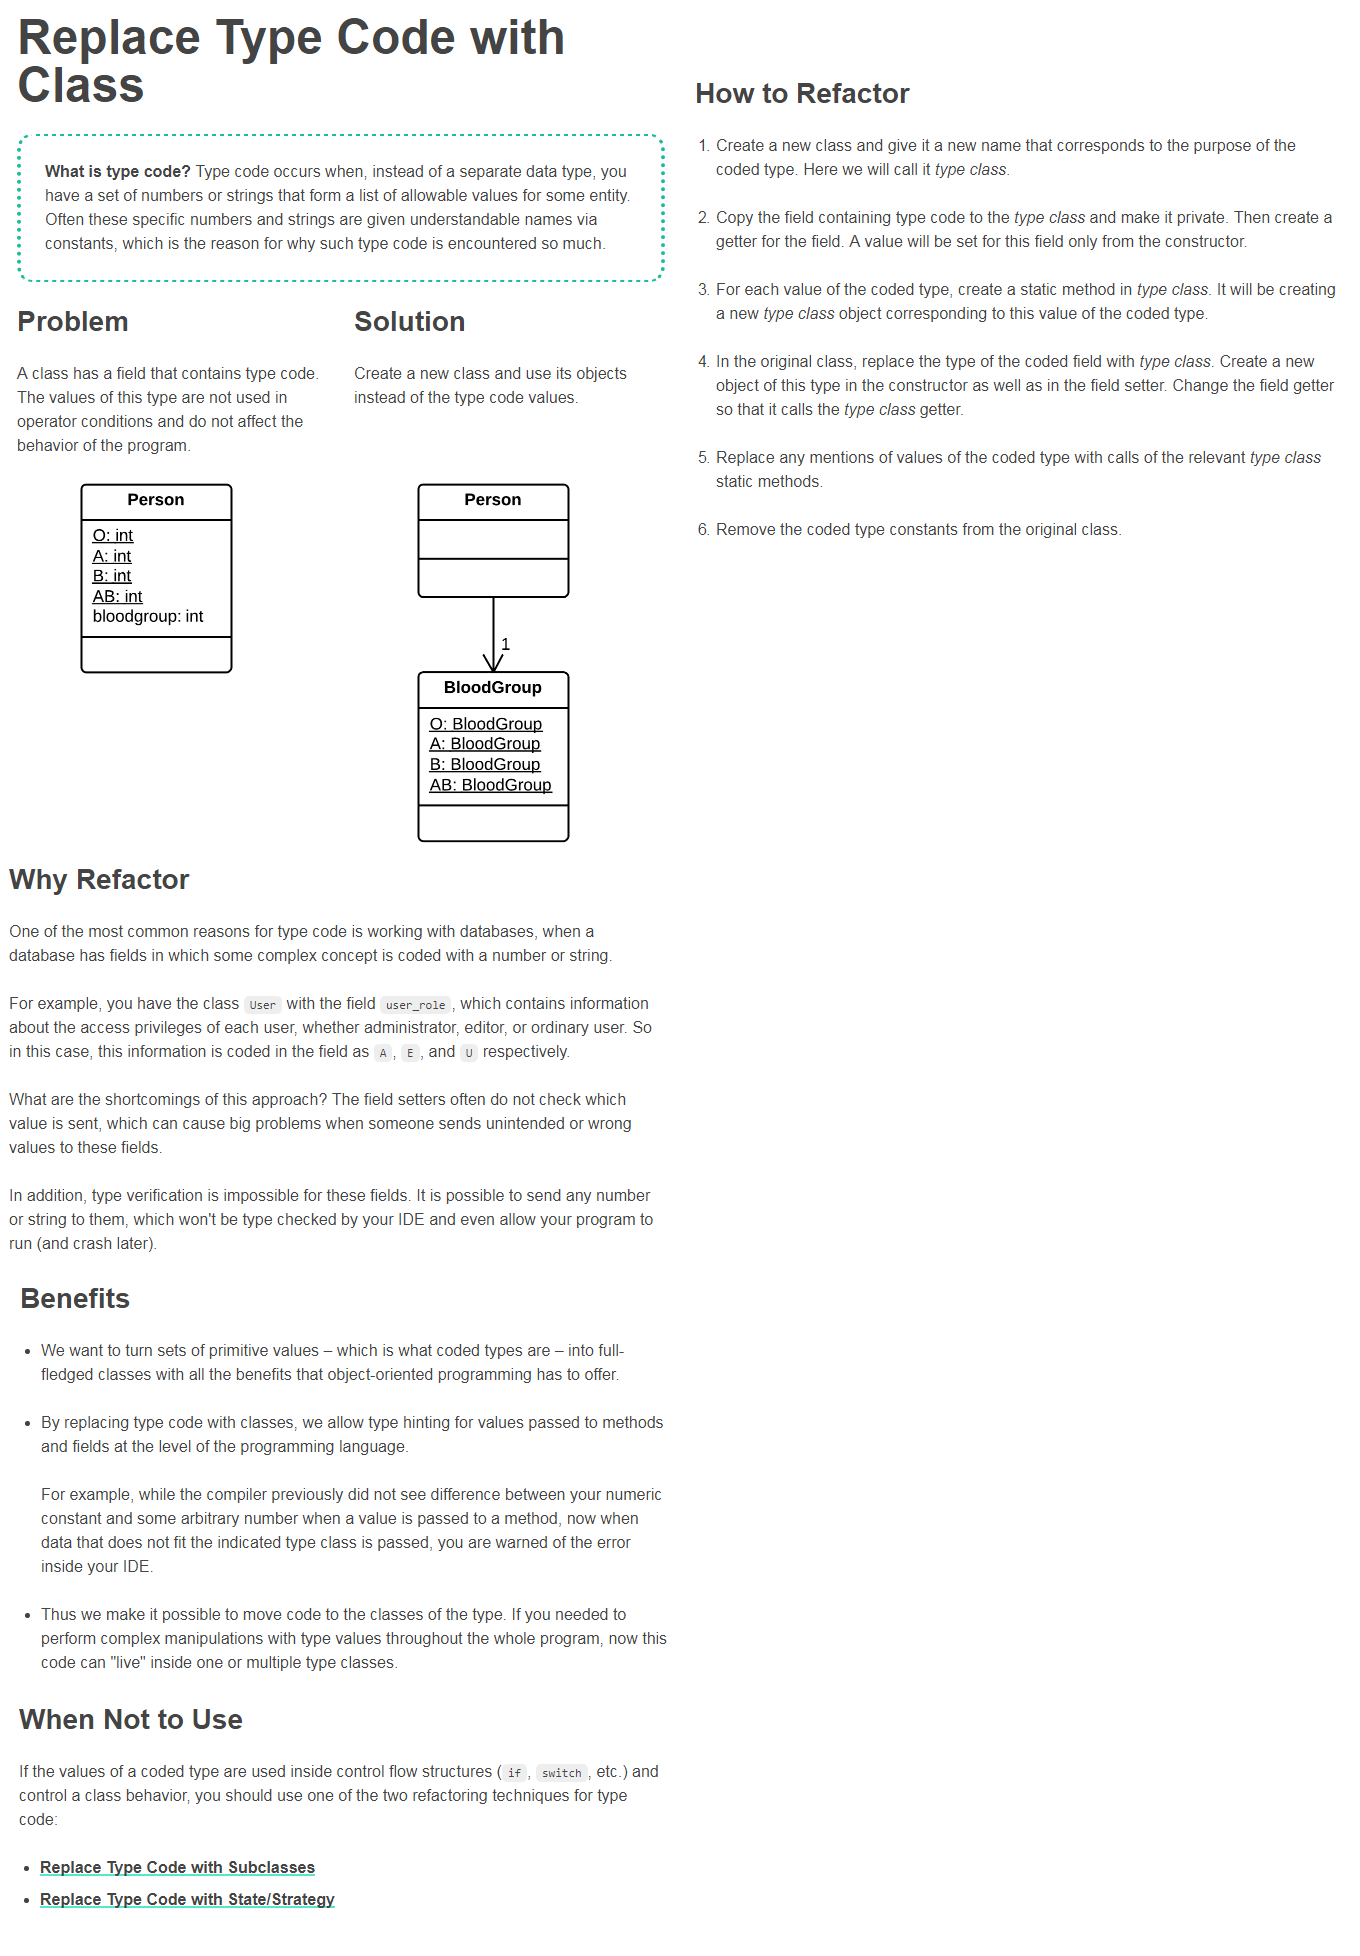 Replace Type Code with
Class
What is type code? Type code occurs when, instead of a separate data type, you
have a set of numbers or strings that form a list of allowable values for some entity.
Often these specific numbers and strings are given understandable names via
constants, which is the reason for why such type code is encountered so much.
Problem
A class has a field that contains type code.
The values of this type are not used in
operator conditions and do not affect the
behavior of the program.
Person
O: int
A: int
B: int
AB: int
bloodgroup: int
Solution
Create a new class and use its objects
instead of the type code values.
Person
1
BloodGroup
O: BloodGroup
A: BloodGroup
B: BloodGroup
AB: BloodGroup
Why Refactor
One of the most common reasons for type code is working with databases, when a
database has fields in which some complex concept is coded with a number or string.
For example, you have the class User with the field user_role, which contains information
about the access privileges of each user, whether administrator, editor, or ordinary user. So
in this case, this information is coded in the field as A, E, and U respectively.
What are the shortcomings of this approach? The field setters often do not check which
value is sent, which can cause big problems when someone sends unintended or wrong
values to these fields.
In addition, type verification is impossible for these fields. It is possible to send any number
or string to them, which won't be type checked by your IDE and even allow your program to
run (and crash later).
Benefits
• We want to turn sets of primitive values – which is what coded types are – into full-
fledged classes with all the benefits that object-oriented programming has to offer.
• By replacing type code with classes, we allow type hinting for values passed to methods
and fields at the level of the programming language.
For example, while the compiler previously did not see difference between your numeric
constant and some arbitrary number when a value is passed to a method, now when
data that does not fit the indicated type class is passed, you are warned of the error
inside your IDE.
• Thus we make it possible to move code to the classes of the type. If you needed to
perform complex manipulations with type values throughout the whole program, now this
code can "live" inside one or multiple type classes.
When Not to Use
If the values of a coded type are used inside control flow structures (if, switch, etc.) and
control a class behavior, you should use one of the two refactoring techniques for type
code:
• Replace Type Code with Subclasses
• Replace Type Code with State/Strategy
How to Refactor
1. Create a new class and give it a new name that corresponds to the purpose of the
coded type. Here we will call it type class.
2. Copy the field containing type code to the type class and make it private. Then create a
getter for the field. A value will be set for this field only from the constructor.
3. For each value of the coded type, create a static method in type class. It will be creating
a new type class object corresponding to this value of the coded type.
4. In the original class, replace the type of the coded field with type class. Create a new
object of this type in the constructor as well as in the field setter. Change the field getter
so that it calls the type class getter.
5. Replace any mentions of values of the coded type with calls of the relevant type class
static methods.
6. Remove the coded type constants from the original class.